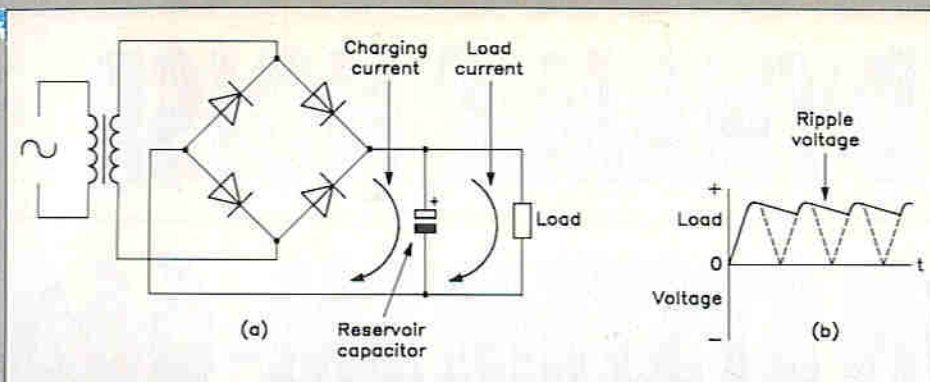 Charging
current
Load
current
+
Load
Reservoir
capacitor
(a)
Ripple
voltage
+
Load
0
t
Voltage
−
(b)